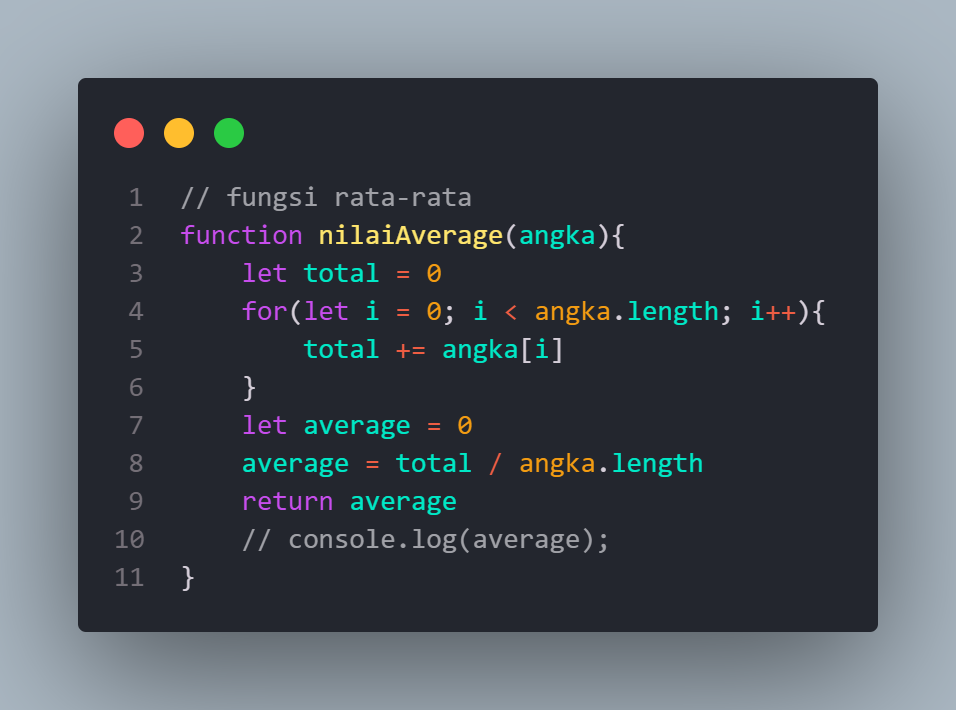 1 // fungsi rata-rata
2 function nilaiAverage(angka){
3     let total = 0
4     for(let i = 0; i < angka.length; i++){
5         total += angka[i]
6     }
7     let average = 0
8     average = total / angka.length
9     return average
10     // console.log(average);
11 }